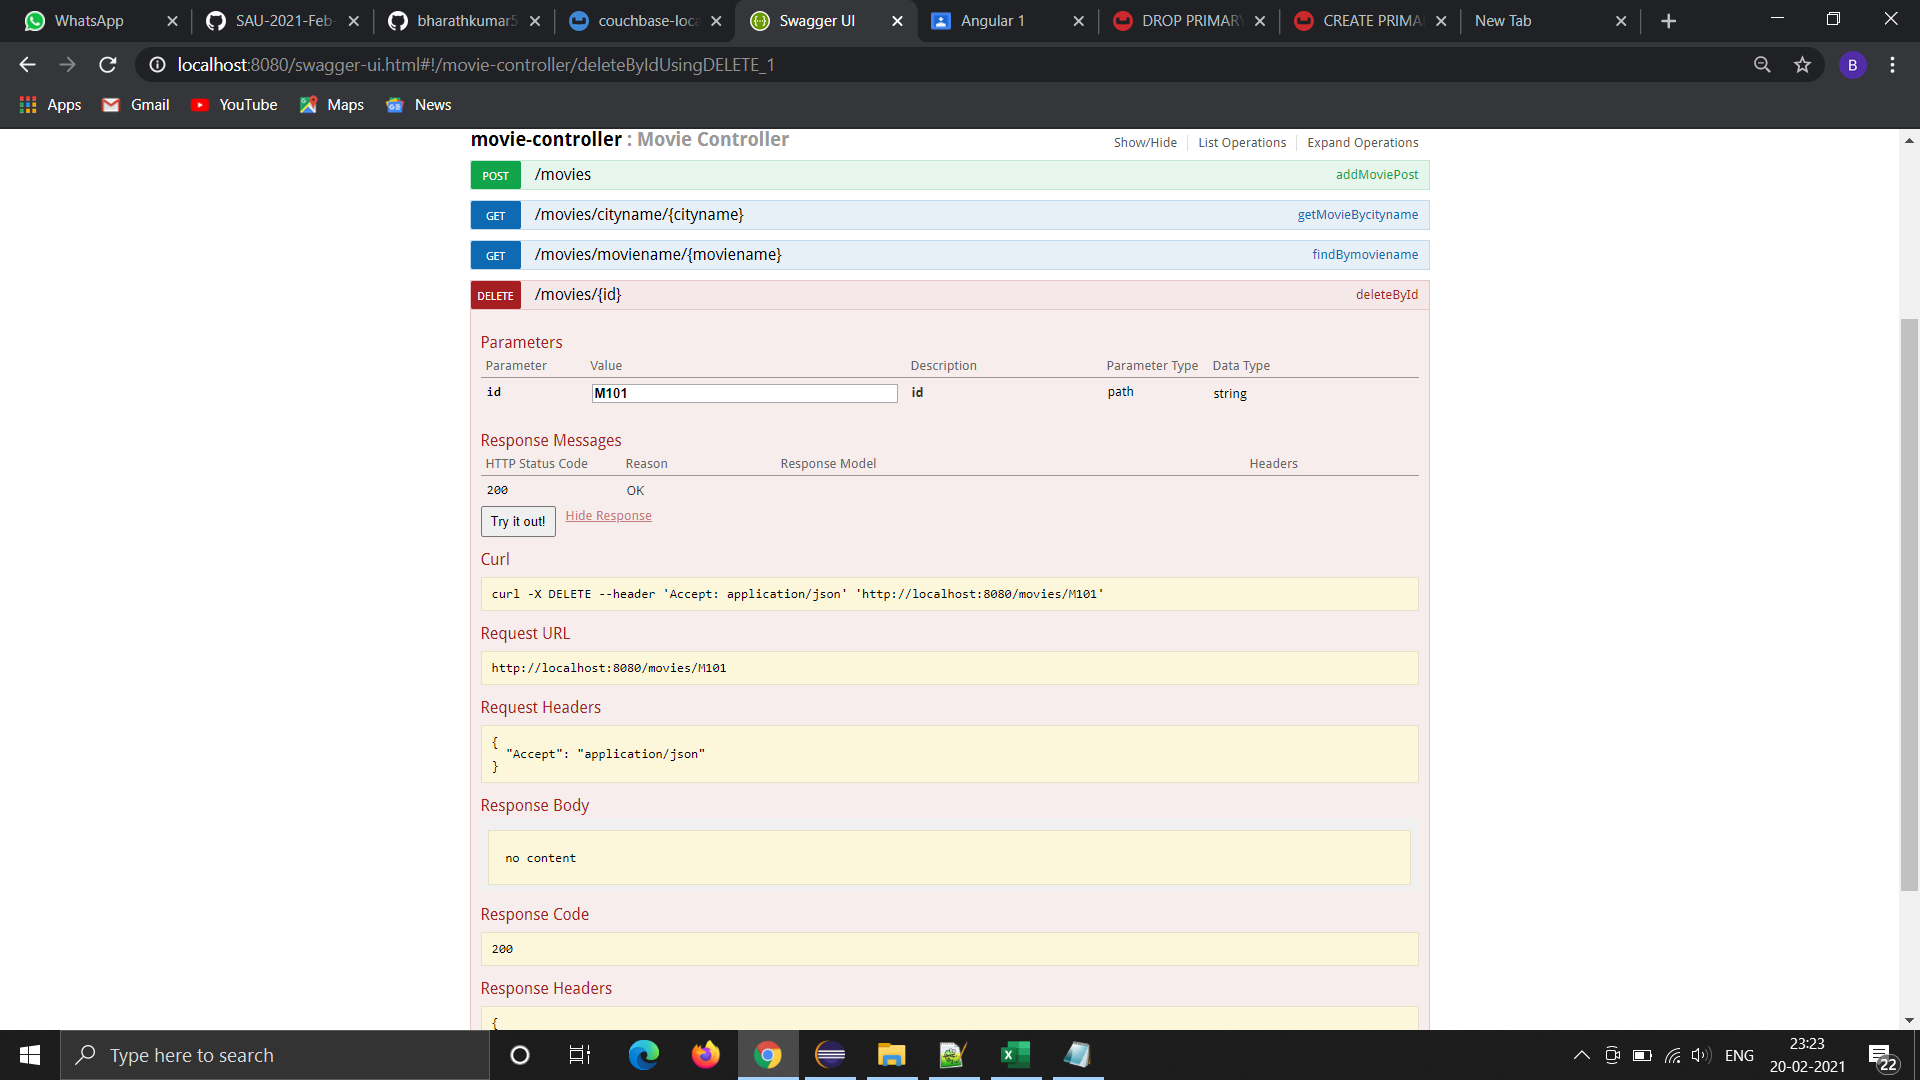 WhatsApp
SAU-2021-Feb-
bharathkumar5
couchbase-loca
Swagger UI
Angular 1
DROP PRIMARY
CREATE PRIMA
New Tab
localhost:8080/swagger-ui.html#!/movie-controller/deleteByIdUsingDELETE_1
B
Apps
Gmail
YouTube
Maps
News
movie-controller : Movie Controller
Show/Hide
List Operations
Expand Operations
POST /movies addMoviePost
GET /movies/cityname/{cityname} getMovieBycityname
GET /movies/moviename/{moviename} findBymoviename
DELETE /movies/{id} deleteById
Parameters
Parameter Value Description Parameter Type Data Type
id M101 id path string
Response Messages
HTTP Status Code Reason Response Model Headers
200 OK
Try it out! Hide Response
Curl
curl -X DELETE --header 'Accept: application/json' 'http://localhost:8080/movies/M101'
Request URL
http://localhost:8080/movies/M101
Request Headers
{
"Accept": "application/json"
}
Response Body
no content
Response Code
200
Response Headers
{
Type here to search
ENG
23:23
20-02-2021
22